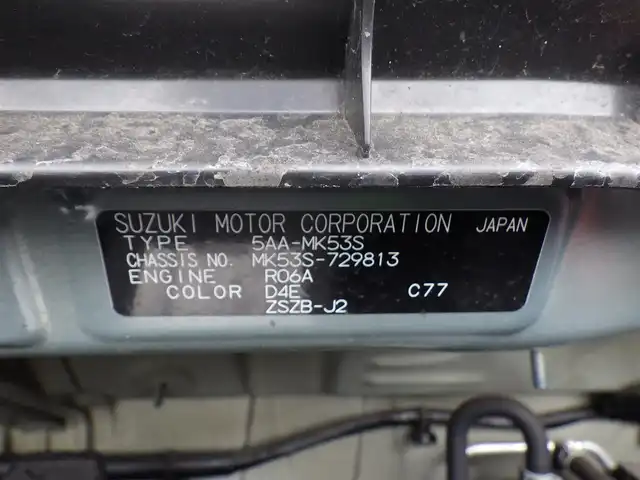 SUZUKI MOTOR CORPORATION JAPAN
TYPE 5AA-MK53S
CHASSIS NO. MK53S-729813
ENGINE R06A
COLOR D4E C77
ZSZB-J2